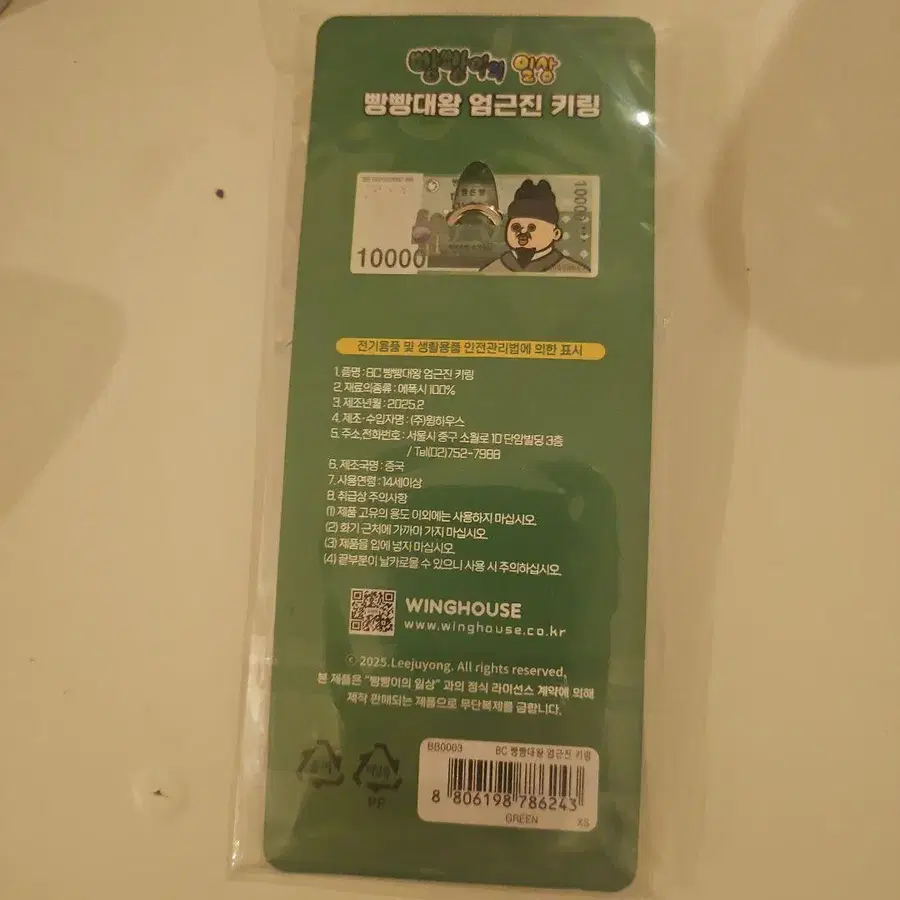 빵빵이의 일상
빵빵대왕 엄근진 키링
10000
전기용품 및 생활용품 안전관리법에 의한 표시
1. 품명 : BC 빵빵대왕 엄근진 키링
2. 재료의종류 : 에폭시 100%
3. 제조년월 : 2025.2
4. 제조·수입자명 : (주)윙하우스
5. 주소,전화번호 : 서울시 중구 소월로 10 단암빌딩 3층
/ Tel(02)752-7988
6. 제조국명 : 중국
7. 사용연령 : 14세이상
8. 취급상 주의사항
(1) 제품 고유의 용도 이외에는 사용하지 마십시오.
(2) 화기 근처에 가까이 가지 마십시오.
(3) 제품을 입에 넣지 마십시오.
(4) 끝부분이 날카로울 수 있으니 사용 시 주의하십시오.
WINGHOUSE
www.winghouse.co.kr
ⓒ 2025.Leejuyong. All rights reserved.
본 제품은 "빵빵이의 일상" 과의 정식 라이선스 계약에 의해
제작 판매되는 제품으로 무단복제를 금합니다.
종이 비닐류
PP
BB0003 BC 빵빵대왕 엄근진 키링
8 806198 786243
GREEN XS